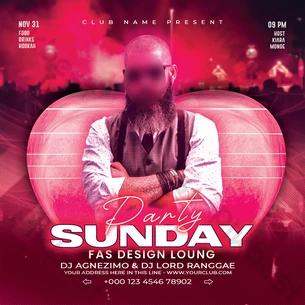 CLUB NAME PRESENT
NOV 31
FOOD
DRINKS
HOOKAH
09 PM
HOST
KIARA
MONDE
Party
SUNDAY
FAS DESIGN LOUNG
DJ AGNEZIMO & DJ LORD RANGGAE
YOUR ADDRESS HERE IN THIS LINE - WWW.YOURCLUB.COM
+000 123 4546 78902